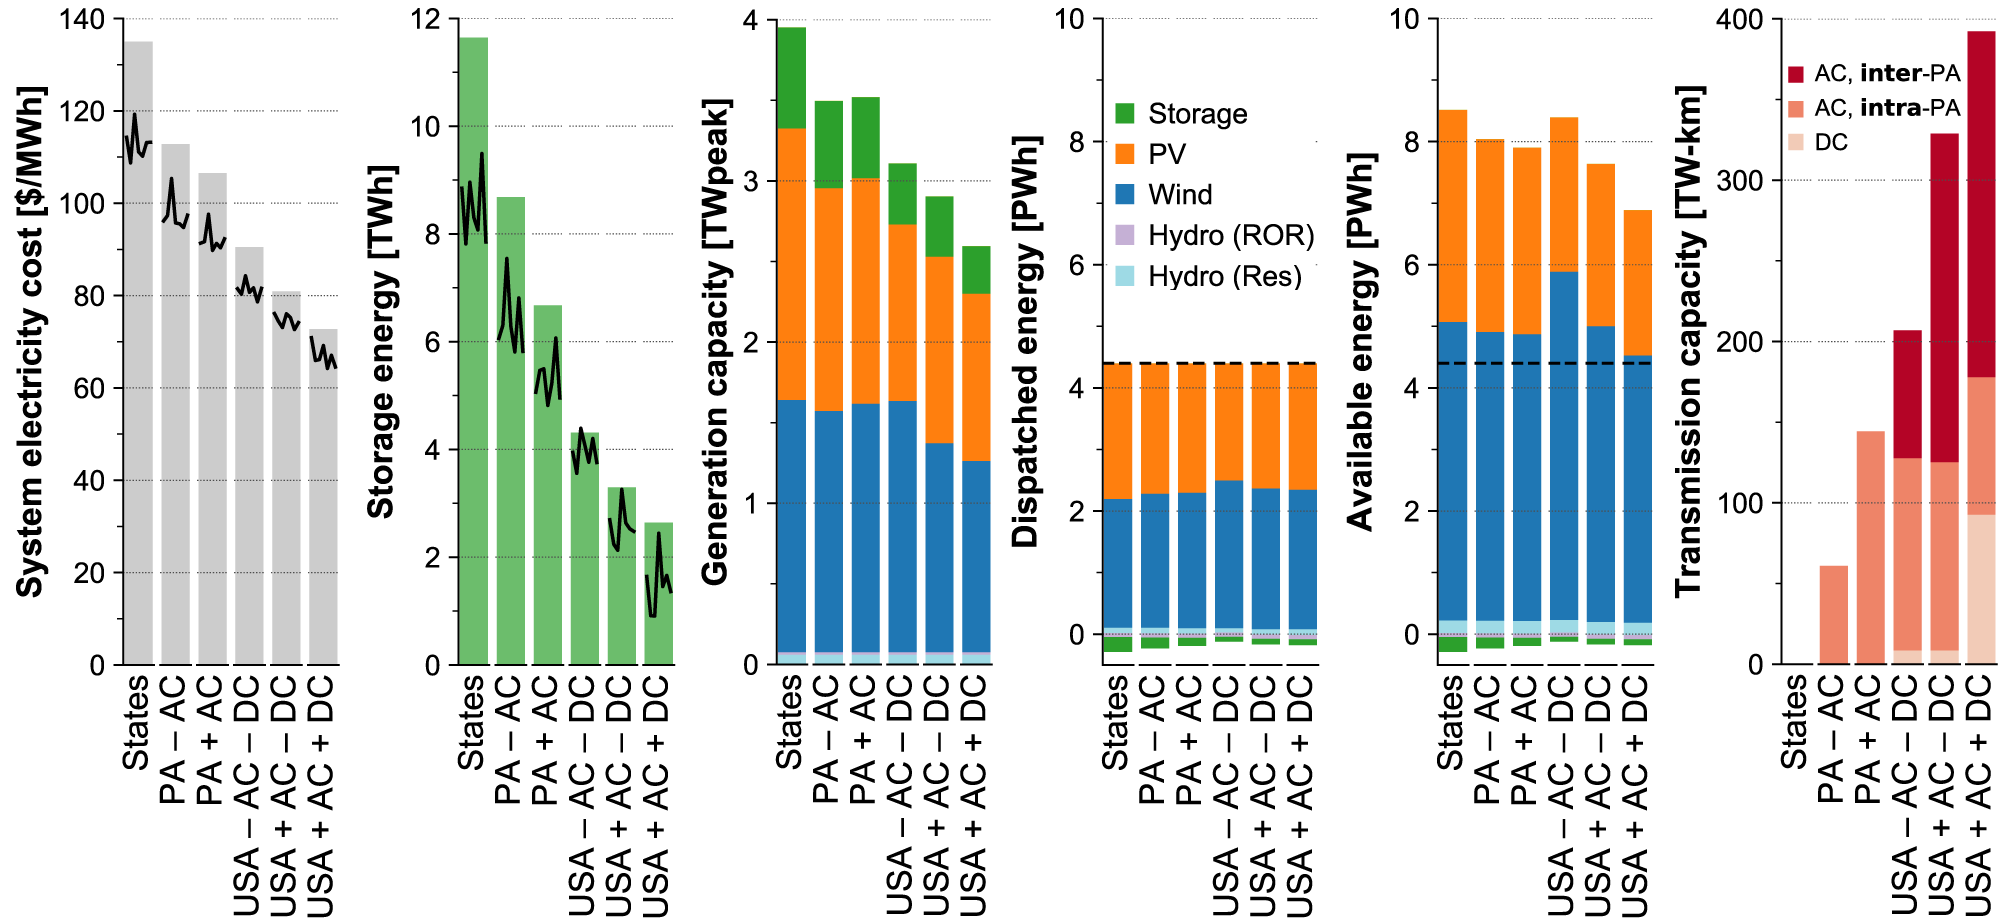 System electricity cost [$/MWh]
140
120
100
80
60
40
20
0
States
PA – AC
PA + AC
USA – AC – DC
USA + AC – DC
USA + AC + DC
Storage energy [TWh]
12
10
8
6
4
2
0
States
PA – AC
PA + AC
USA – AC – DC
USA + AC – DC
USA + AC + DC
Generation capacity [TWpeak]
4
3
2
1
0
States
PA – AC
PA + AC
USA – AC – DC
USA + AC – DC
USA + AC + DC
Dispatched energy [PWh]
10
8
6
4
2
0
Storage
PV
Wind
Hydro (ROR)
Hydro (Res)
States
PA – AC
PA + AC
USA – AC – DC
USA + AC – DC
USA + AC + DC
Available energy [PWh]
10
8
6
4
2
0
States
PA – AC
PA + AC
USA – AC – DC
USA + AC – DC
USA + AC + DC
Transmission capacity [TW-km]
400
300
200
100
0
AC, inter-PA
AC, intra-PA
DC
States
PA – AC
PA + AC
USA – AC – DC
USA + AC – DC
USA + AC + DC